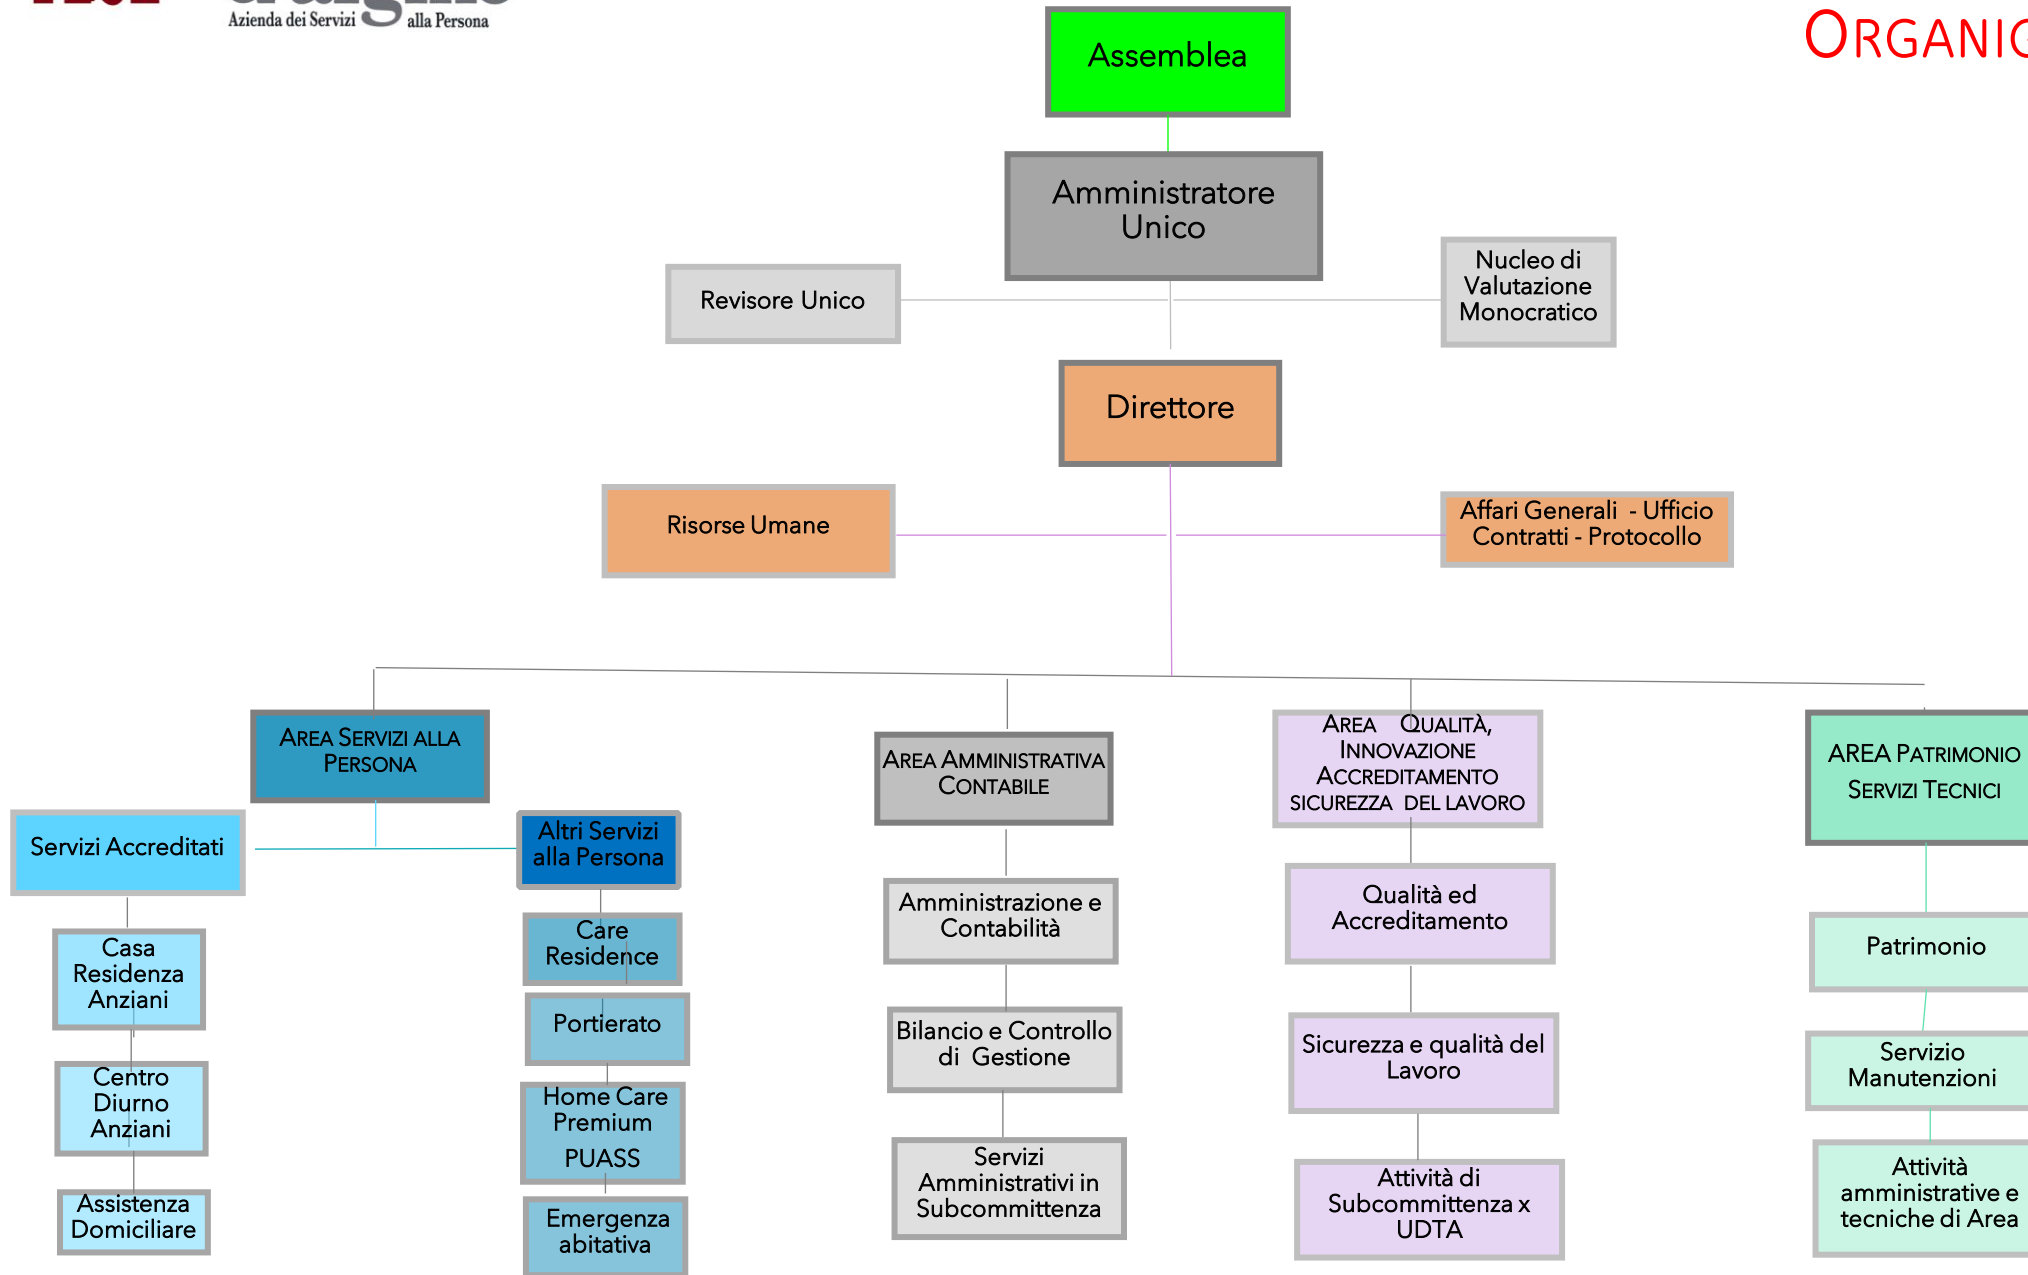 Azienda dei Servizi alla Persona
ORGANIG
Assemblea
Amministratore
Unico
Revisore Unico
Nucleo di
Valutazione
Monocratico
Direttore
Risorse Umane
Affari Generali - Ufficio
Contratti - Protocollo
AREA SERVIZI ALLA
PERSONA
AREA AMMINISTRATIVA
CONTABILE
AREA QUALITÀ,
INNOVAZIONE
ACCREDITAMENTO
SICUREZZA DEL LAVORO
AREA PATRIMONIO
SERVIZI TECNICI
Servizi Accreditati
Altri Servizi
alla Persona
Casa
Residenza
Anziani
Centro
Diurno
Anziani
Assistenza
Domiciliare
Care
Residence
Portierato
Home Care
Premium
PUASS
Emergenza
abitativa
Amministrazione e
Contabilità
Bilancio e Controllo
di Gestione
Servizi
Amministrativi in
Subcommittenza
Qualità ed
Accreditamento
Sicurezza e qualità del
Lavoro
Attività di
Subcommittenza x
UDTA
Patrimonio
Servizio
Manutenzioni
Attività
amministrative e
tecniche di Area